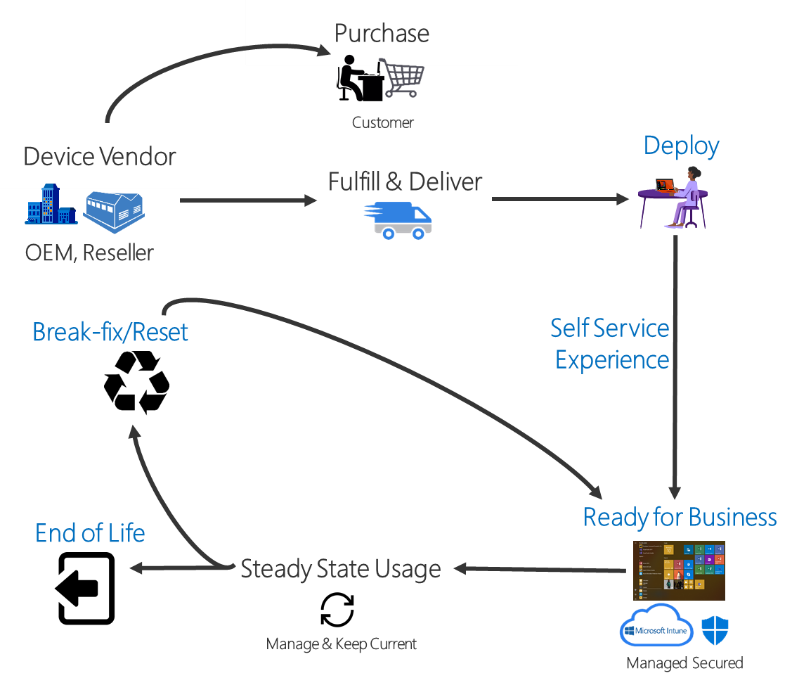 Purchase
Customer
Device Vendor
OEM, Reseller
Fulfill & Deliver
Deploy
Self Service
Experience
Break-fix/Reset
Ready for Business
Microsoft Intune
Managed Secured
End of Life
Steady State Usage
Manage & Keep Current